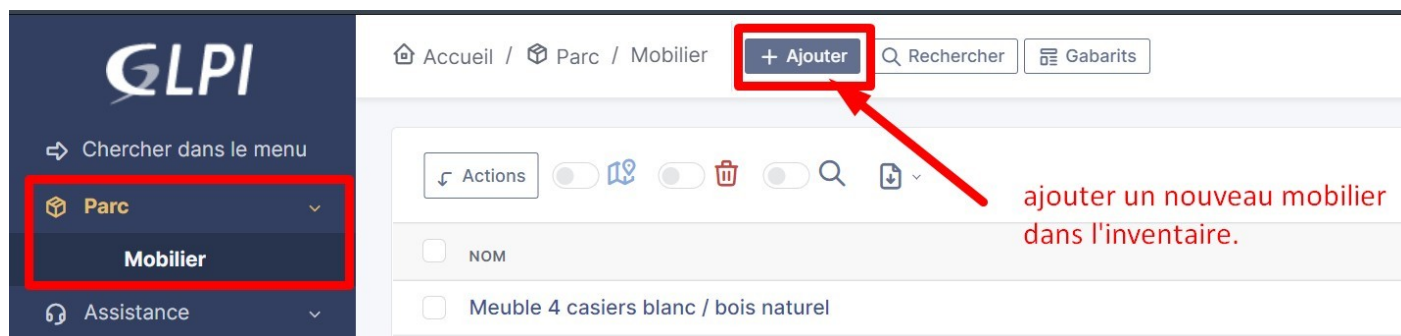 GLPI
Accueil / Parc / Mobilier + Ajouter Rechercher Gabarits
Chercher dans le menu
Actions
Parc
ajouter un nouveau mobilier
dans l'inventaire.
Mobilier
NOM
Assistance
Meuble 4 casiers blanc / bois naturel